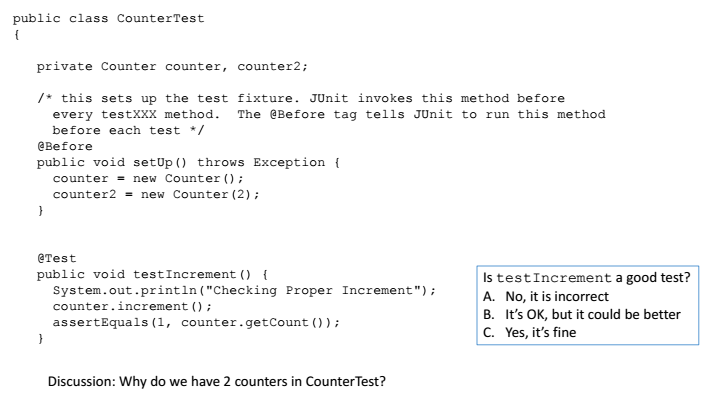 public class CounterTest
{
private Counter counter, counter2;
/* this sets up the test fixture. JUnit invokes this method before
every testXXX method. The @Before tag tells JUnit to run this method
before each test */
@Before
public void setUp() throws Exception {
counter = new Counter();
counter2 = new Counter(2);
}
@Test
public void testIncrement() {
System.out.println("Checking Proper Increment");
counter.increment();
assertEquals(1, counter.getCount());
}
Is testIncrement a good test?
A. No, it is incorrect
B. It's OK, but it could be better
C. Yes, it's fine
Discussion: Why do we have 2 counters in CounterTest?